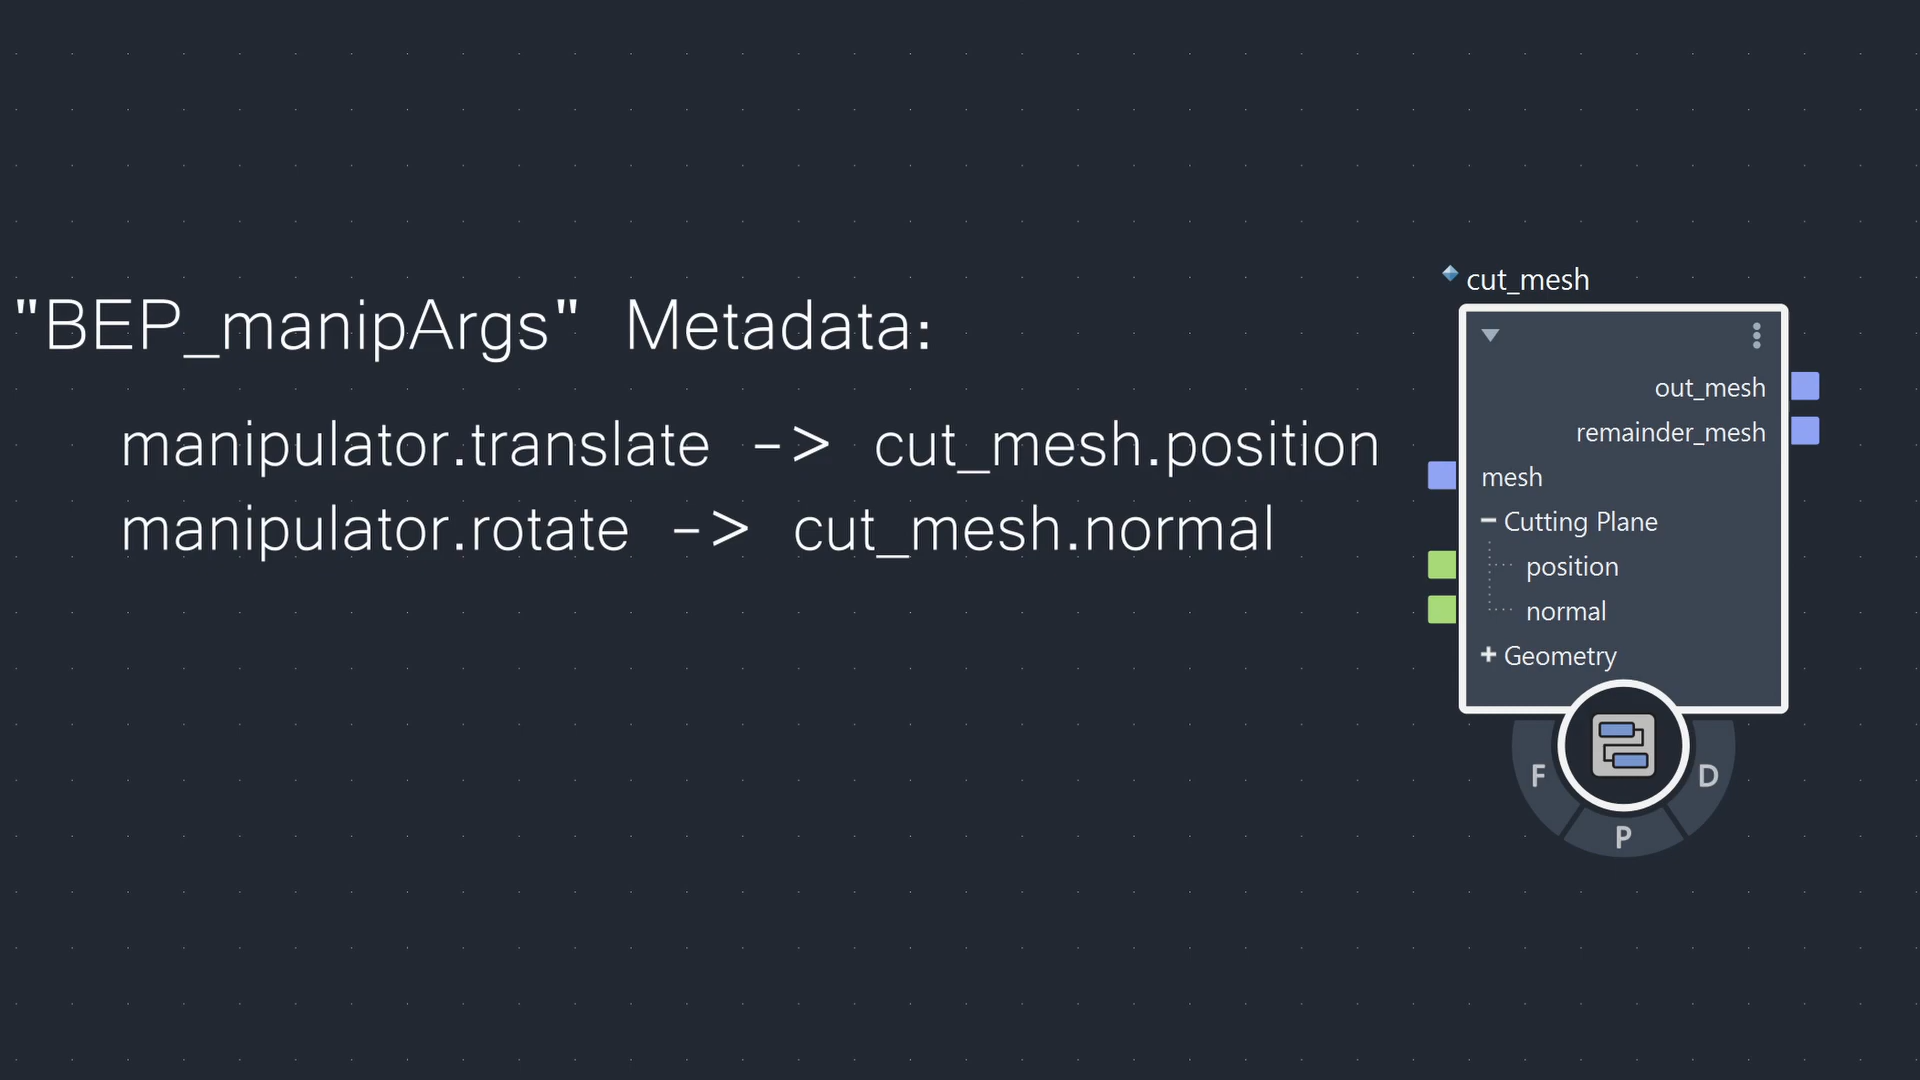 "BEP_manipArgs" Metadata:
manipulator.translate -> cut_mesh.position
manipulator.rotate -> cut_mesh.normal
cut_mesh
out_mesh
remainder_mesh
mesh
Cutting Plane
position
normal
Geometry
F
D
P